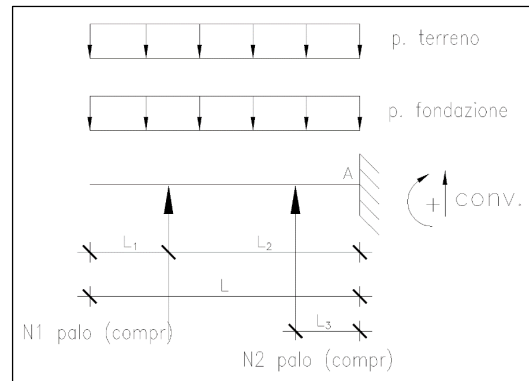 p. terreno
p. fondazione
A
+ conv.
L₁ L₂
L
L₃
N1 palo (compr)
N2 palo (compr)